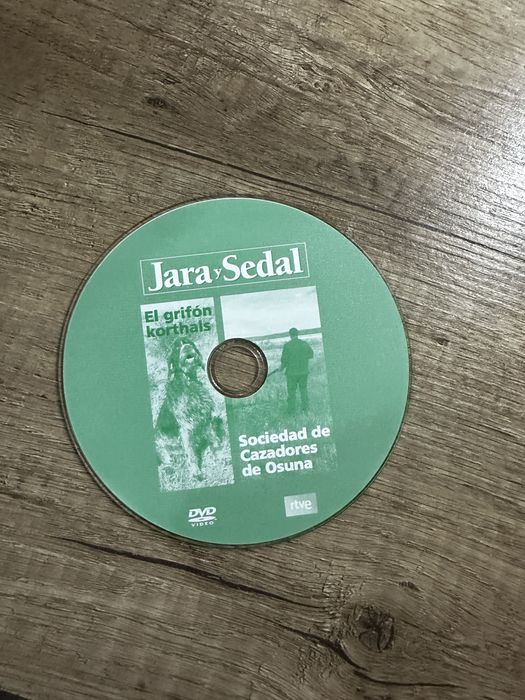 Jara y Sedal
El grifón
korthals
Sociedad de
Cazadores
de Osuna
DVD
VIDEO
rtve